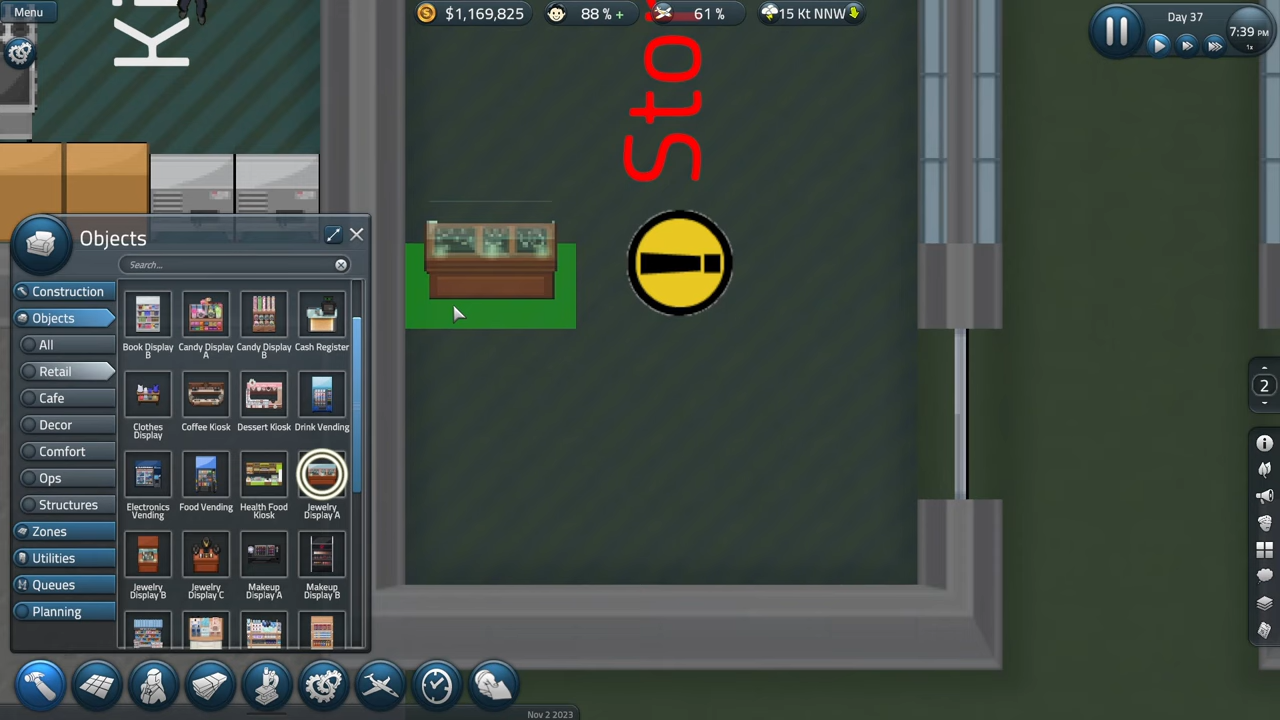 Menu
$1,169,825
88 % +
61 %
15 Kt NNW
Day 37
7:39 PM
1x
Sto
K
Objects
Search...
Construction
Objects
All
Retail
Cafe
Decor
Comfort
Ops
Structures
Zones
Utilities
Queues
Planning
Book Display
B
Candy Display
A
Candy Display
B
Cash Register
Clothes
Display
Coffee Kiosk
Dessert Kiosk
Drink Vending
Electronics
Vending
Food Vending
Health Food
Kiosk
Jewelry
Display A
Jewelry
Display B
Jewelry
Display C
Makeup
Display A
Makeup
Display B
2
Nov 2 2023